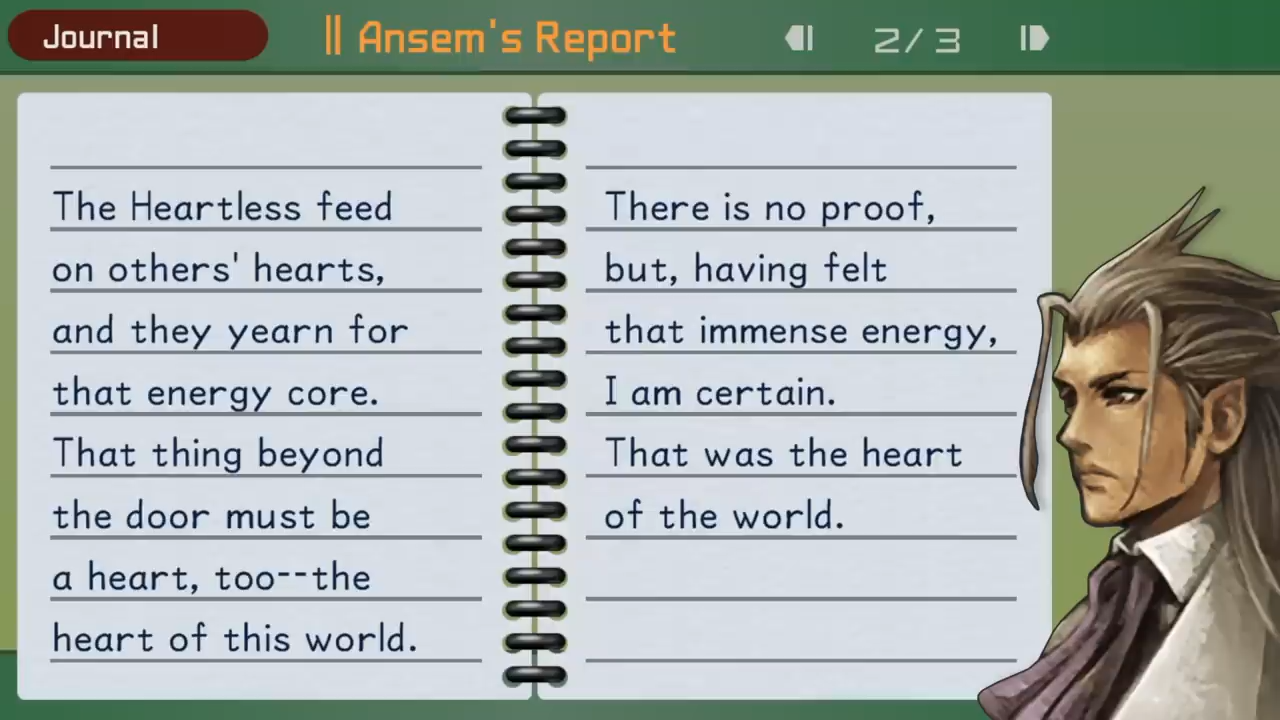 Journal
Ansem's Report
2/3
The Heartless feed
on others' hearts,
and they yearn for
that energy core.
That thing beyond
the door must be
a heart, too--the
heart of this world.
There is no proof,
but, having felt
that immense energy,
I am certain.
That was the heart
of the world.